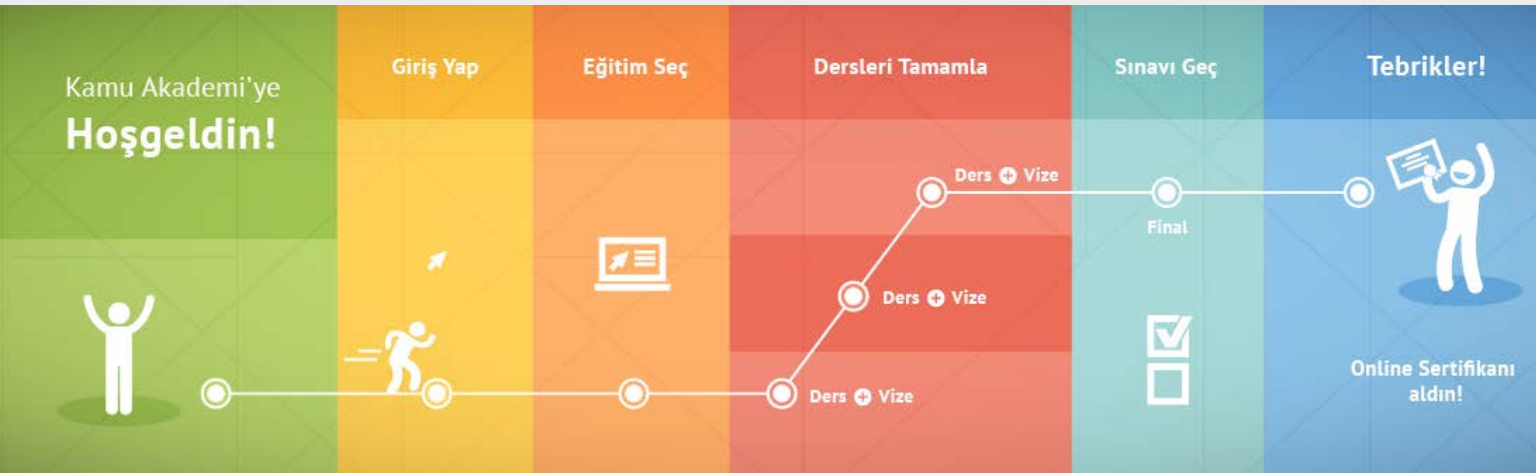 Kamu Akademi'ye
Hoşgeldin!
Giriş Yap
Eğitim Seç
Dersleri Tamamla
Ders + Vize
Ders + Vize
Ders + Vize
Sınavı Geç
Final
Tebrikler!
Online Sertifikanı
aldın!